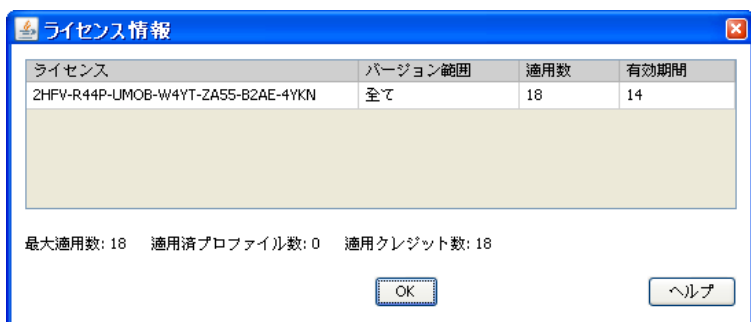 ライセンス情報
ライセンス バージョン範囲 適用数 有効期間
2HFV-R44P-UMOB-W4YT-ZA55-B2AE-4YKN 全て 18 14
最大適用数: 18 適用済プロファイル数: 0 適用クレジット数: 18
OK ヘルプ